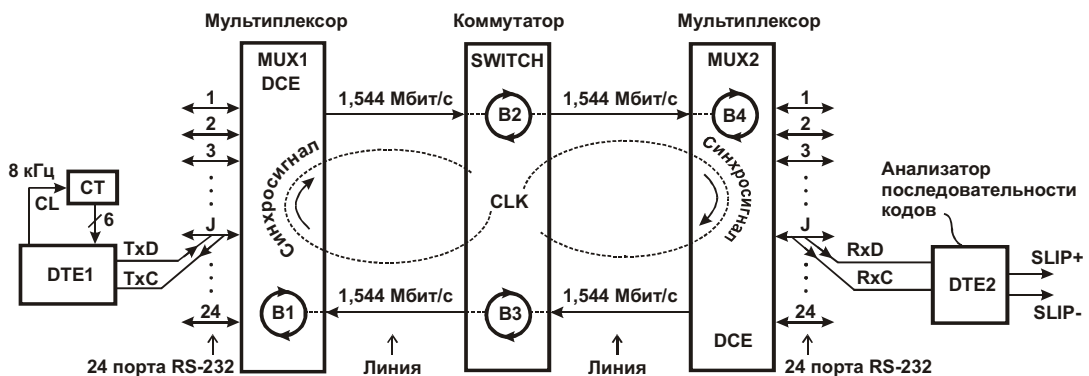 Мультиплексор
Коммутатор
Мультиплексор
MUX1
DCE
SWITCH
MUX2
1,544 Мбит/с
1,544 Мбит/с
B2
B4
1
2
3
J
24
1
2
3
J
24
8 кГц
CL
CT
6
DTE1
TxD
TxC
Синхросигнал
CLK
Синхросигнал
Анализатор
последовательности
кодов
RxD
RxC
DTE2
SLIP+
SLIP-
B1
1,544 Мбит/с
B3
1,544 Мбит/с
DCE
24 порта RS-232
Линия
Линия
24 порта RS-232